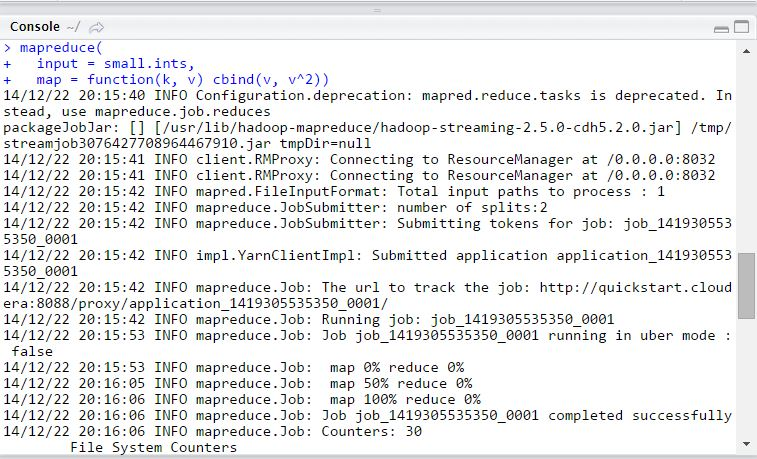 Console ~/
> mapreduce(
+   input = small.ints,
+   map = function(k, v) cbind(v, v^2))
14/12/22 20:15:40 INFO Configuration.deprecation: mapred.reduce.tasks is deprecated. In
stead, use mapreduce.job.reduces
packageJobJar: [] [/usr/lib/hadoop-mapreduce/hadoop-streaming-2.5.0-cdh5.2.0.jar] /tmp/
streamjob3076427708964467910.jar tmpDir=null
14/12/22 20:15:41 INFO client.RMProxy: Connecting to ResourceManager at /0.0.0.0:8032
14/12/22 20:15:41 INFO client.RMProxy: Connecting to ResourceManager at /0.0.0.0:8032
14/12/22 20:15:42 INFO mapred.FileInputFormat: Total input paths to process : 1
14/12/22 20:15:42 INFO mapreduce.JobSubmitter: number of splits:2
14/12/22 20:15:42 INFO mapreduce.JobSubmitter: Submitting tokens for job: job_141930553
5350_0001
14/12/22 20:15:42 INFO impl.YarnClientImpl: Submitted application application_141930553
5350_0001
14/12/22 20:15:42 INFO mapreduce.Job: The url to track the job: http://quickstart.cloud
era:8088/proxy/application_1419305535350_0001/
14/12/22 20:15:42 INFO mapreduce.Job: Running job: job_1419305535350_0001
14/12/22 20:15:53 INFO mapreduce.Job: Job job_1419305535350_0001 running in uber mode :
 false
14/12/22 20:15:53 INFO mapreduce.Job:  map 0% reduce 0%
14/12/22 20:16:05 INFO mapreduce.Job:  map 50% reduce 0%
14/12/22 20:16:06 INFO mapreduce.Job:  map 100% reduce 0%
14/12/22 20:16:06 INFO mapreduce.Job: Job job_1419305535350_0001 completed successfully
14/12/22 20:16:06 INFO mapreduce.Job: Counters: 30
        File System Counters